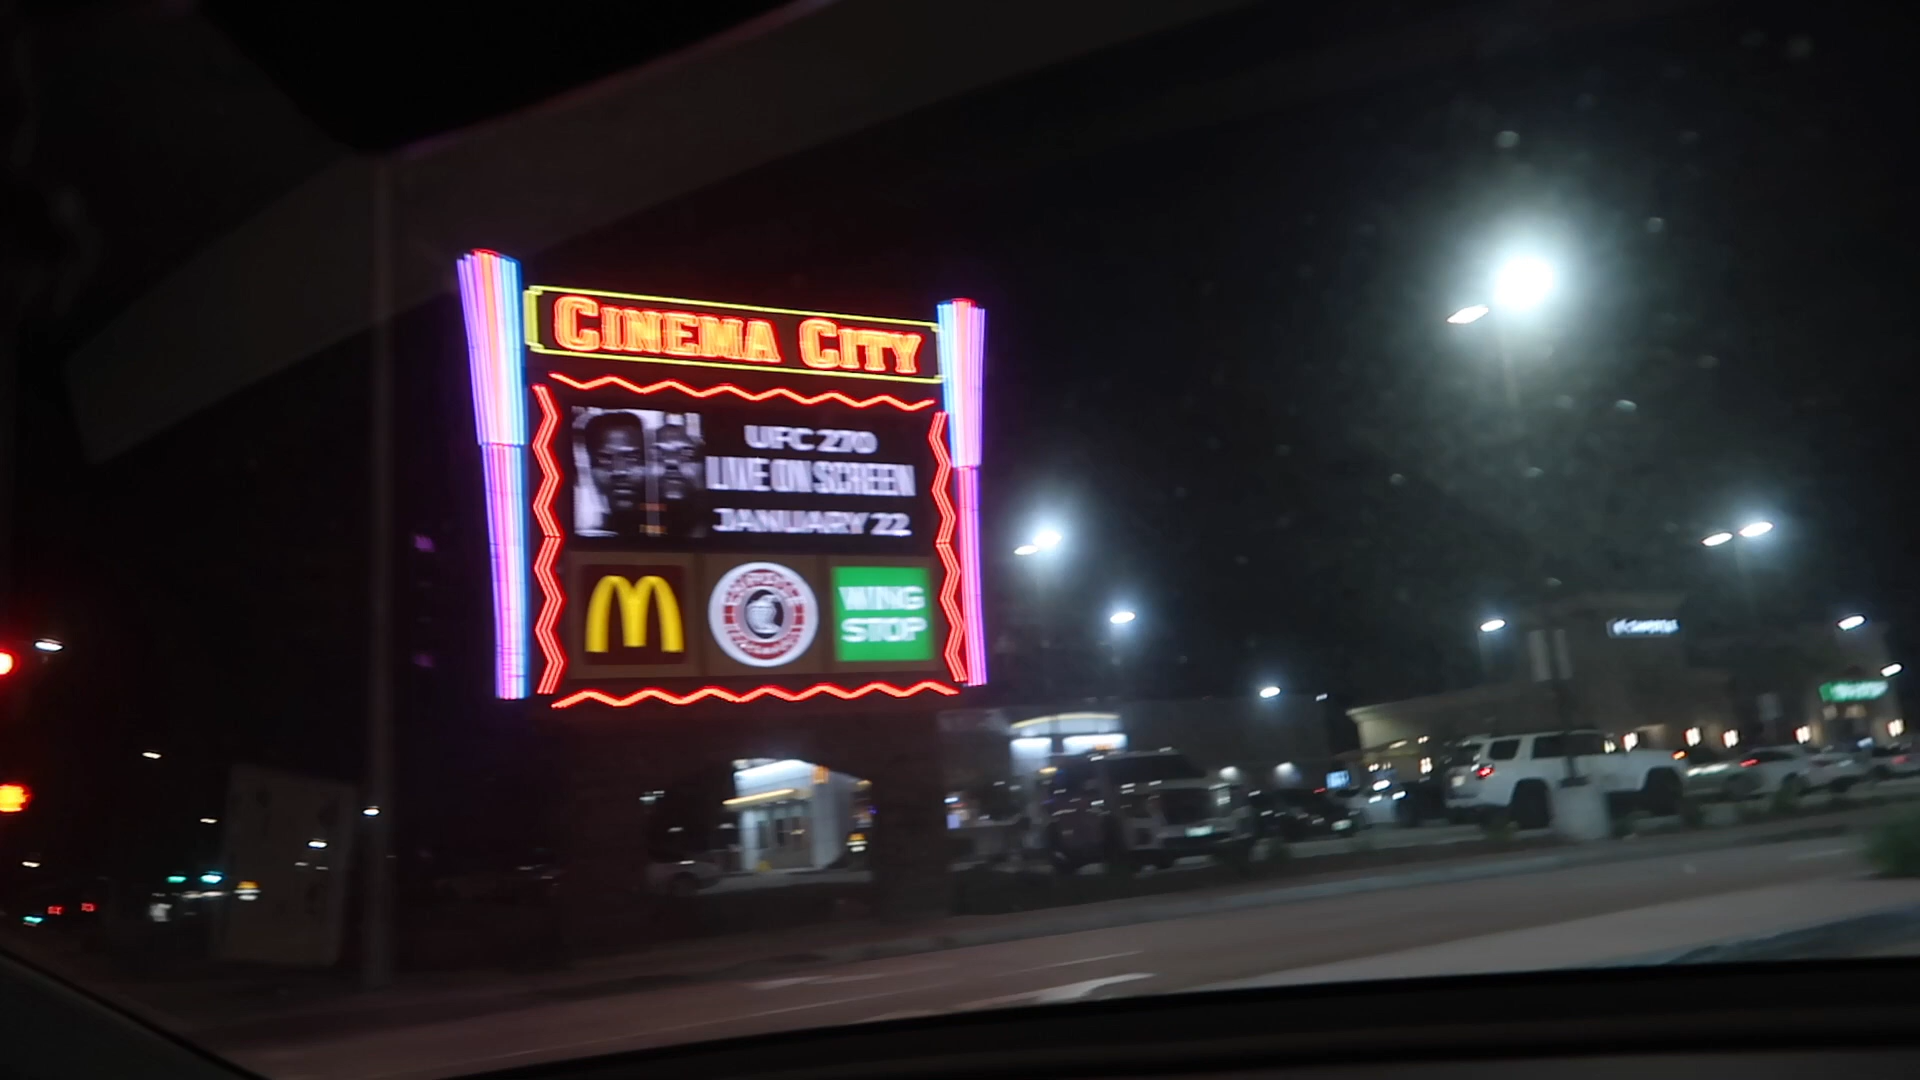 CINEMA CITY
UFC 270
LIVE ON SCREEN
JANUARY 22
WING
STOP